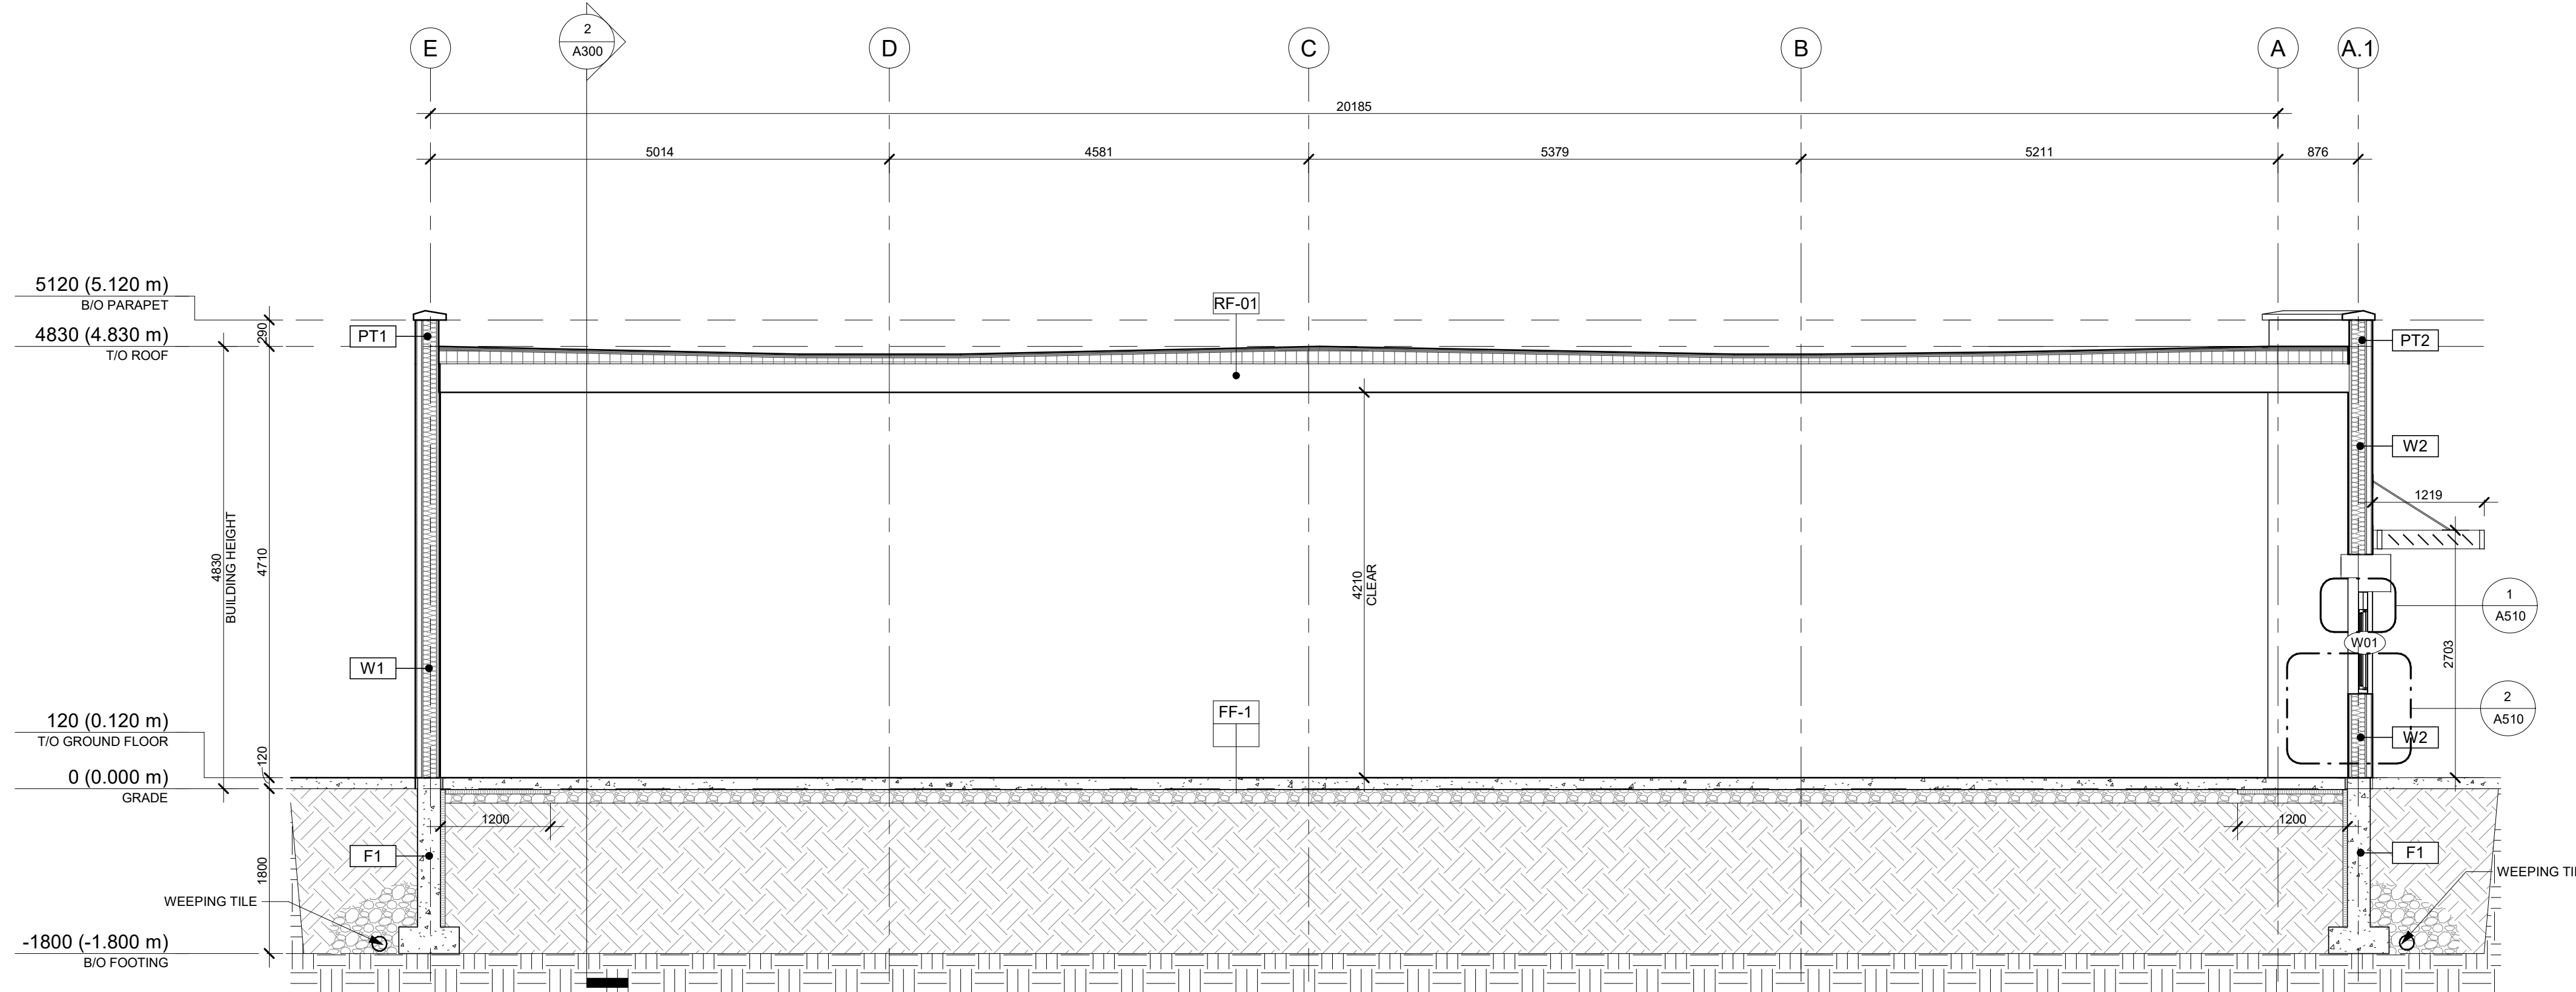 E
2
A300
D
C
B
A
A.1
20185
5014
4581
5379
5211
876
5120 (5.120 m)
B/O PARAPET
4830 (4.830 m)
T/O ROOF
290
PT1
RF-01
PT2
W2
1219
4830
BUILDING HEIGHT
4710
4210
CLEAR
1
A510
W01
2703
W1
120 (0.120 m)
T/O GROUND FLOOR
120
0 (0.000 m)
GRADE
FF-1
2
A510
W2
1200
1200
F1
F1
1800
WEEPING TILE
WEEPING TI
-1800 (-1.800 m)
B/O FOOTING